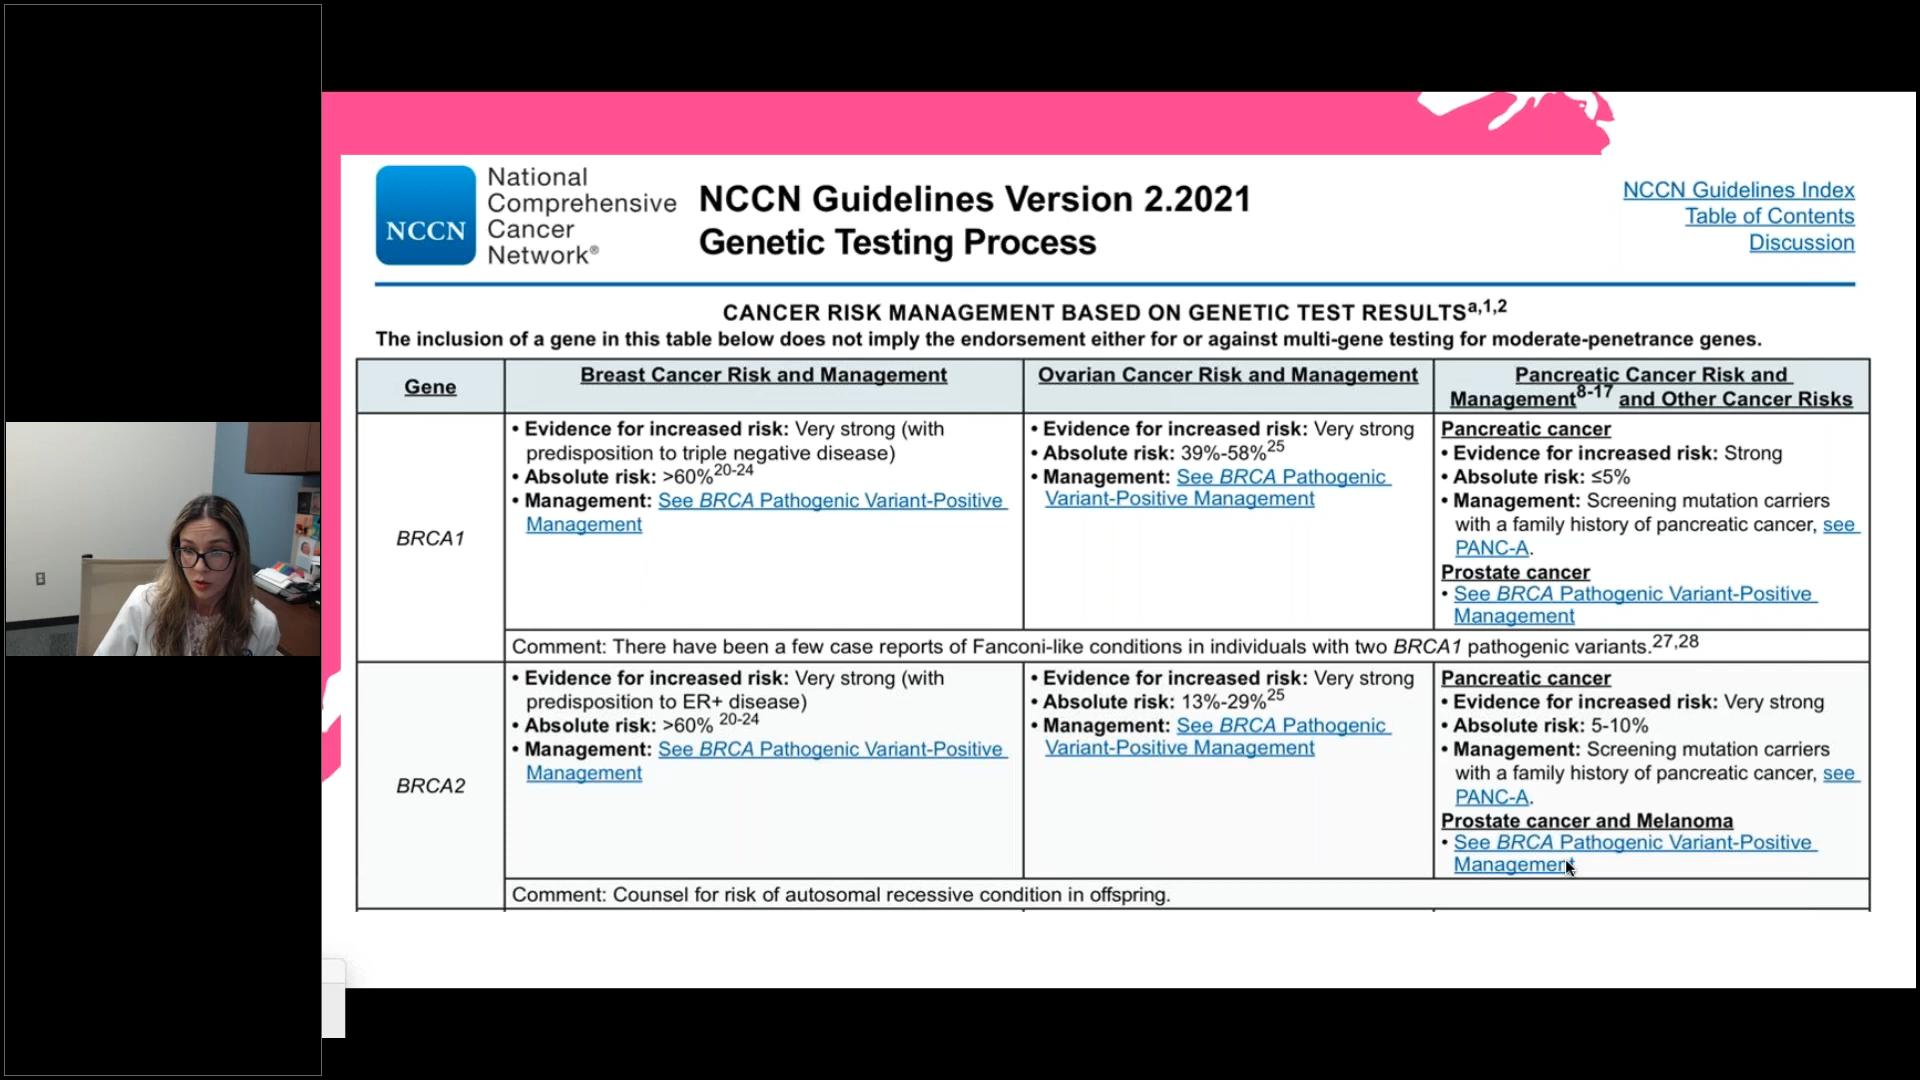 National
Comprehensive
Cancer
Network®
NCCN
NCCN Guidelines Version 2.2021
Genetic Testing Process
NCCN Guidelines Index
Table of Contents
Discussion
CANCER RISK MANAGEMENT BASED ON GENETIC TEST RESULTSa,1,2
The inclusion of a gene in this table below does not imply the endorsement either for or against multi-gene testing for moderate-penetrance genes.
Gene
Breast Cancer Risk and Management
Ovarian Cancer Risk and Management
Pancreatic Cancer Risk and
Management8-17 and Other Cancer Risks
BRCA1
• Evidence for increased risk: Very strong (with
predisposition to triple negative disease)
• Absolute risk: >60%20-24
• Management: See BRCA Pathogenic Variant-Positive
Management
• Evidence for increased risk: Very strong
• Absolute risk: 39%-58%25
• Management: See BRCA Pathogenic
Variant-Positive Management
Pancreatic cancer
• Evidence for increased risk: Strong
• Absolute risk: ≤5%
• Management: Screening mutation carriers
with a family history of pancreatic cancer, see
PANC-A.
Prostate cancer
• See BRCA Pathogenic Variant-Positive
Management
Comment: There have been a few case reports of Fanconi-like conditions in individuals with two BRCA1 pathogenic variants.27,28
BRCA2
• Evidence for increased risk: Very strong (with
predisposition to ER+ disease)
• Absolute risk: >60% 20-24
• Management: See BRCA Pathogenic Variant-Positive
Management
• Evidence for increased risk: Very strong
• Absolute risk: 13%-29%25
• Management: See BRCA Pathogenic
Variant-Positive Management
Pancreatic cancer
• Evidence for increased risk: Very strong
• Absolute risk: 5-10%
• Management: Screening mutation carriers
with a family history of pancreatic cancer, see
PANC-A.
Prostate cancer and Melanoma
• See BRCA Pathogenic Variant-Positive
Management
Comment: Counsel for risk of autosomal recessive condition in offspring.